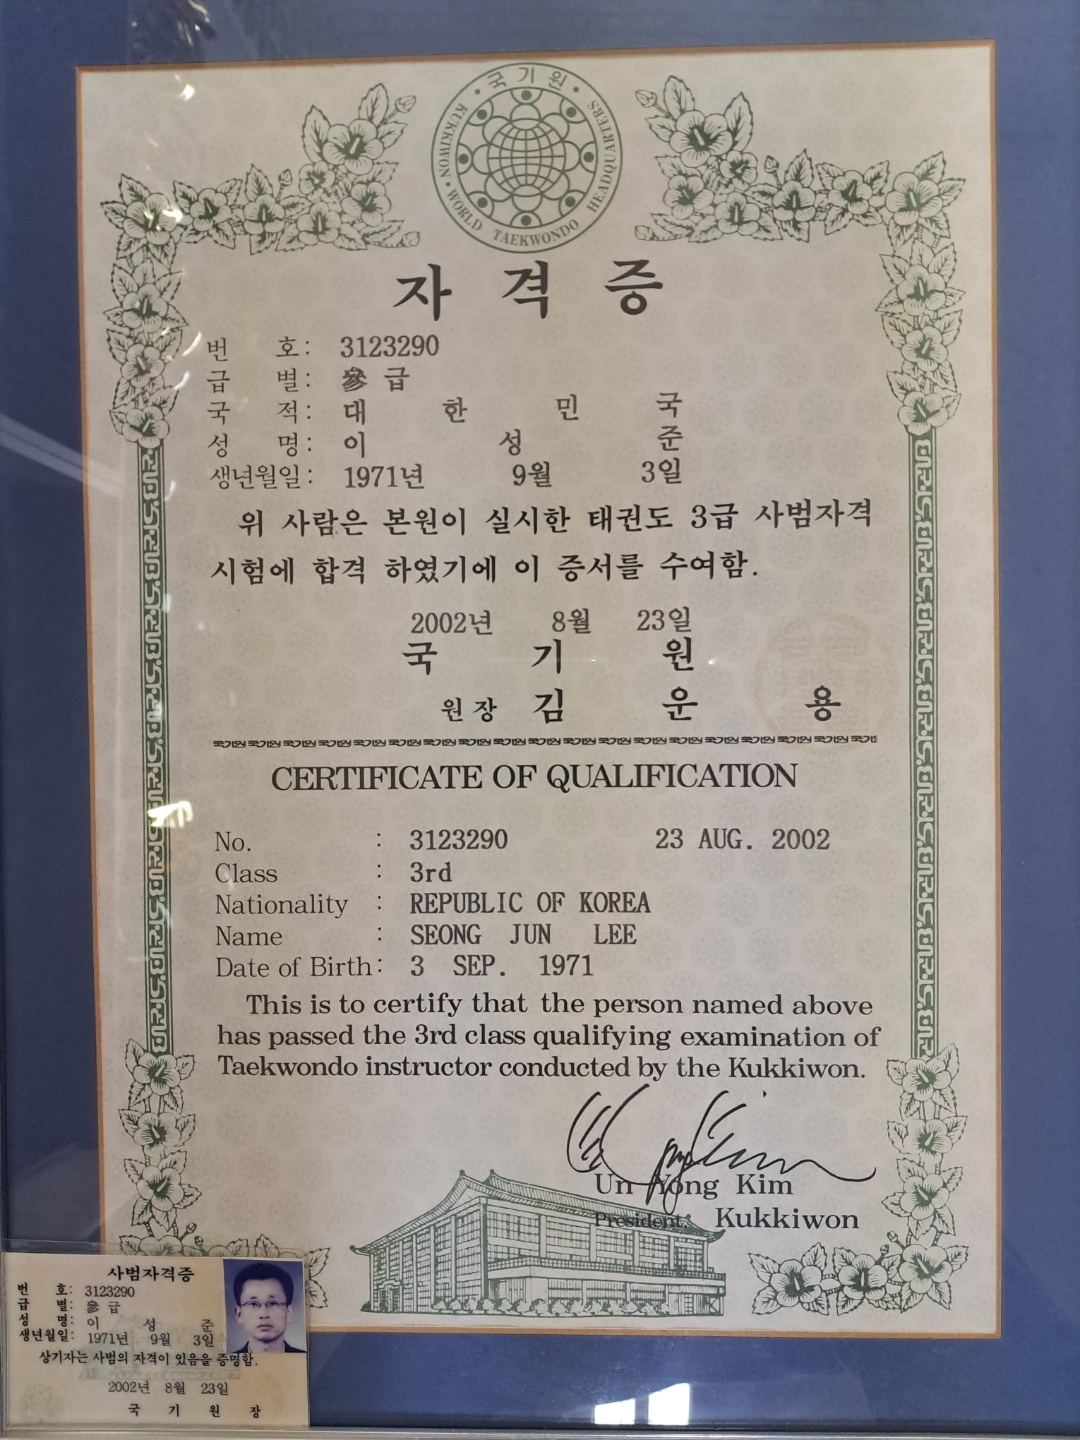 국기원
KUKKIWON · WORLD TAEKWONDO HEADQUARTERS
자 격 증
번 호: 3123290
급 별: 參 급
국 적: 대 한 민 국
성 명: 이 성 준
생년월일: 1971년 9월 3일
위 사람은 본원이 실시한 태권도 3급 사범자격
시험에 합격 하였기에 이 증서를 수여함.
2002년 8월 23일
국 기 원
원장 김 운 용
CERTIFICATE OF QUALIFICATION
No. : 3123290 23 AUG. 2002
Class : 3rd
Nationality : REPUBLIC OF KOREA
Name : SEONG JUN LEE
Date of Birth: 3 SEP. 1971
This is to certify that the person named above
has passed the 3rd class qualifying examination of
Taekwondo instructor conducted by the Kukkiwon.
Un Yong Kim
President, Kukkiwon
사범자격증
번 호: 3123290
급 별: 參 급
성 명: 이 성 준
생년월일: 1971년 9월 3일
상기자는 사범의 자격이 있음을 증명함.
2002년 8월 23일
국 기 원 장